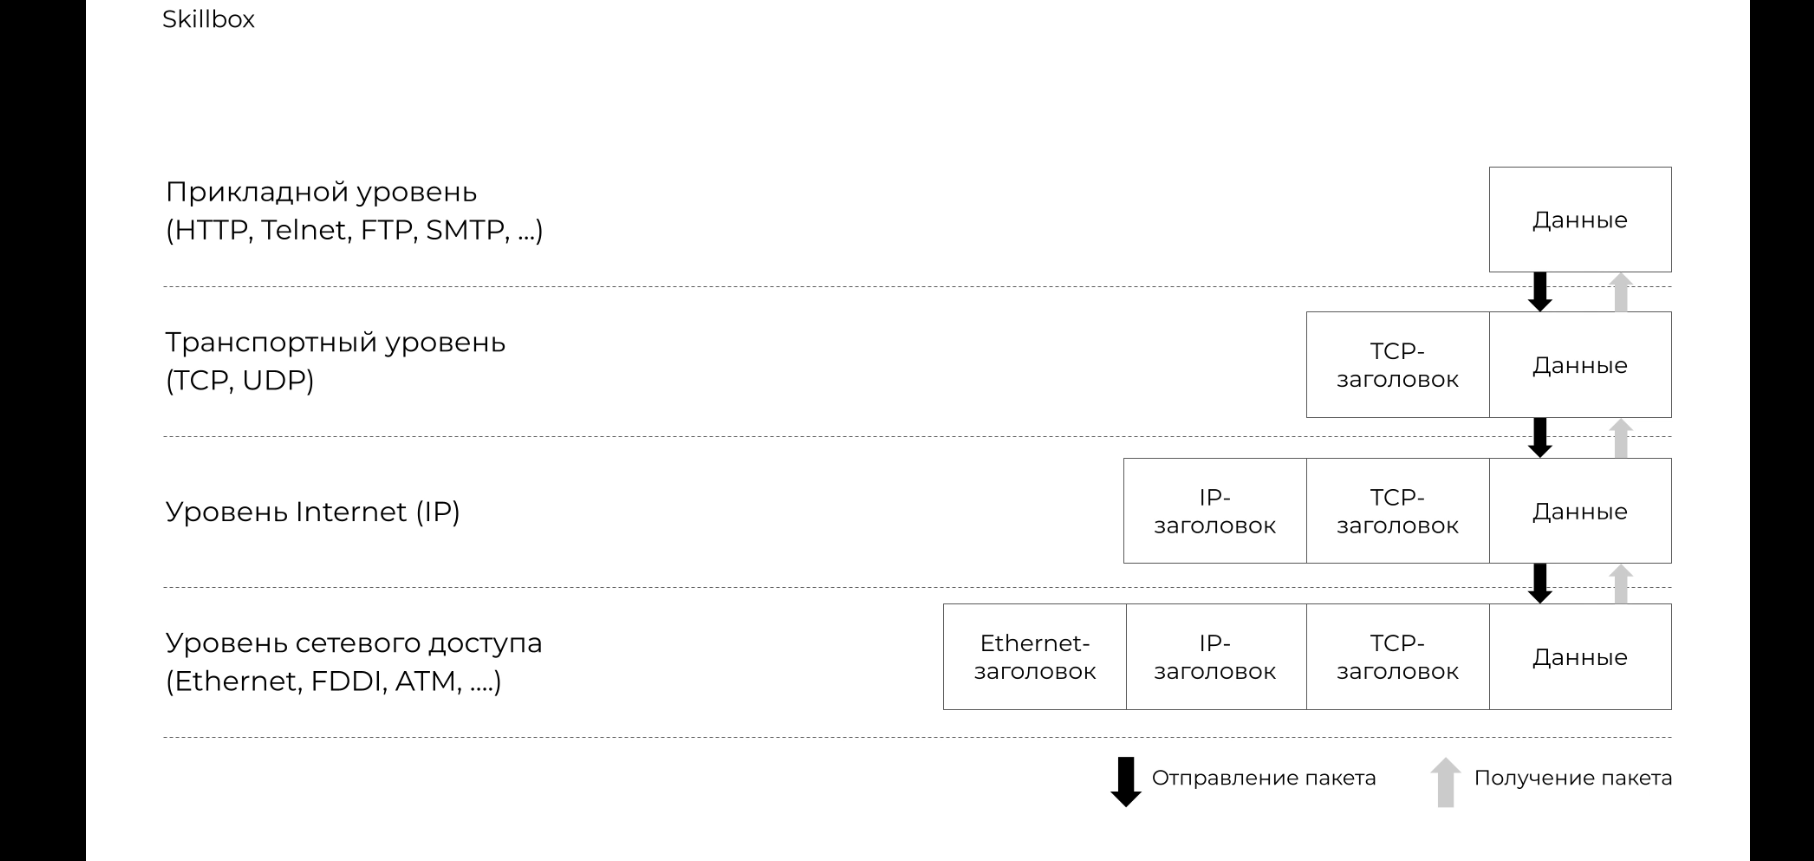 Skillbox
Прикладной уровень
(HTTP, Telnet, FTP, SMTP, ...)
Данные
Транспортный уровень
(TCP, UDP)
TCP-
заголовок
Данные
Уровень Internet (IP)
IP-
заголовок
TCP-
заголовок
Данные
Уровень сетевого доступа
(Ethernet, FDDI, ATM, ....)
Ethernet-
заголовок
IP-
заголовок
TCP-
заголовок
Данные
Отправление пакета
Получение пакета